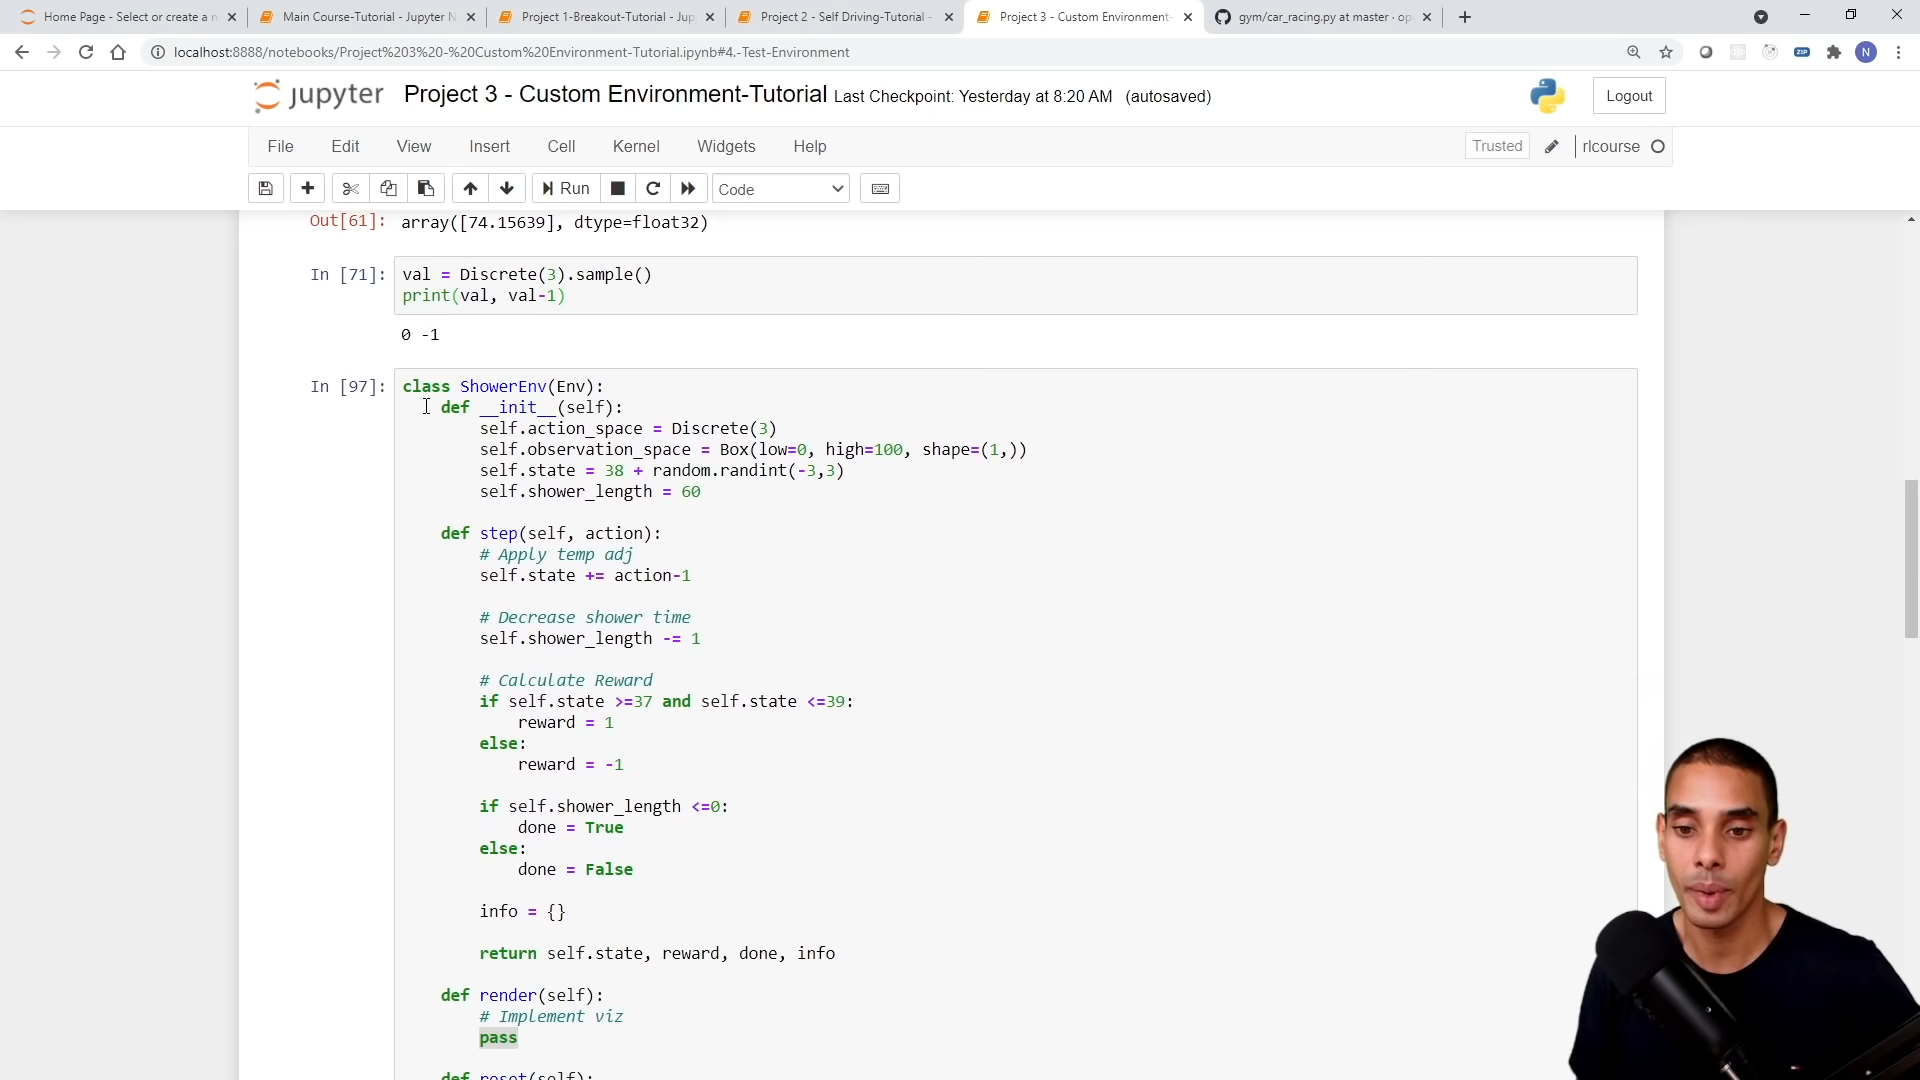 Home Page - Select or create a n
Main Course-Tutorial - Jupyter N
Project 1-Breakout-Tutorial - Jup
Project 2 - Self Driving-Tutorial -
Project 3 - Custom Environment-
gym/car_racing.py at master · op
localhost:8888/notebooks/Project%203%20-%20Custom%20Environment-Tutorial.ipynb#4.-Test-Environment
ZIP
N
jupyter Project 3 - Custom Environment-Tutorial Last Checkpoint: Yesterday at 8:20 AM (autosaved)
Logout
File Edit View Insert Cell Kernel Widgets Help
Trusted
rlcourse
Run
Code
Out[61]: array([74.15639], dtype=float32)
In [71]: val = Discrete(3).sample()
print(val, val-1)
0 -1
In [97]: class ShowerEnv(Env):
def __init__(self):
self.action_space = Discrete(3)
self.observation_space = Box(low=0, high=100, shape=(1,))
self.state = 38 + random.randint(-3,3)
self.shower_length = 60
def step(self, action):
# Apply temp adj
self.state += action-1
# Decrease shower time
self.shower_length -= 1
# Calculate Reward
if self.state >=37 and self.state <=39:
reward = 1
else:
reward = -1
if self.shower_length <=0:
done = True
else:
done = False
info = {}
return self.state, reward, done, info
def render(self):
# Implement viz
pass
def reset(self):